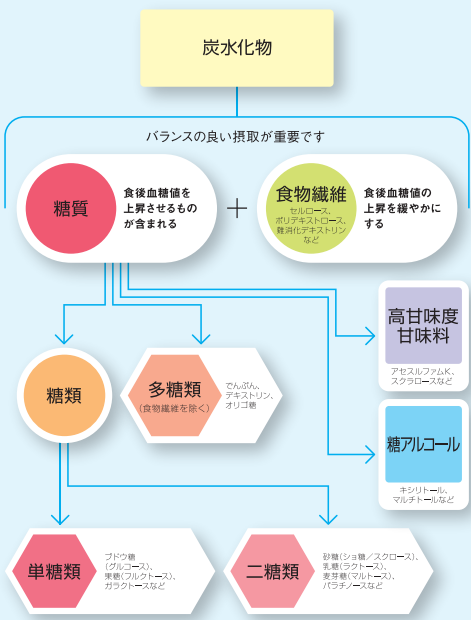 炭水化物
バランスの良い摂取が重要です
糖質
食後血糖値を
上昇させるもの
が含まれる
+
食物繊維
セルロース、
ポリデキストロース、
難消化デキストリン
など
食後血糖値の
上昇を緩やかに
する
高甘味度
甘味料
アセスルファムK、
スクラロースなど
糖類
多糖類
(食物繊維を除く)
でんぷん、
デキストリン、
オリゴ糖
糖アルコール
キシリトール、
マルチトールなど
単糖類
ブドウ糖
(グルコース)、
果糖(フルクトース)、
ガラクトースなど
二糖類
砂糖(ショ糖／スクロース)、
乳糖(ラクトース)、
麦芽糖(マルトース)、
パラチノースなど